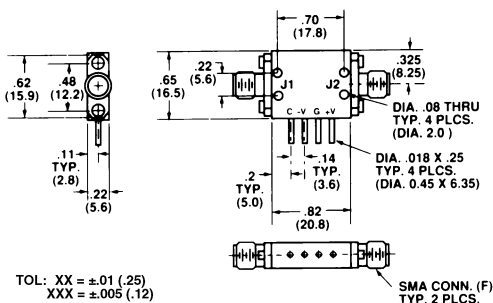 .70
(17.8)
.62
(15.9)
.48
(12.2)
.65
(16.5)
.22
(5.6)
.325
(8.25)
J1
J2
C -V G +V
DIA. .08 THRU
TYP. 4 PLCS.
(DIA. 2.0 )
.11
TYP.
(2.8)
.22
(5.6)
.2
TYP.
(5.0)
.14
TYP.
(3.6)
DIA. .018 X .25
TYP. 4 PLCS.
(DIA. 0.45 X 6.35)
.82
(20.8)
TOL: XX = ±.01 (.25)
XXX = ±.005 (.12)
SMA CONN. (F)
TYP. 2 PLCS.